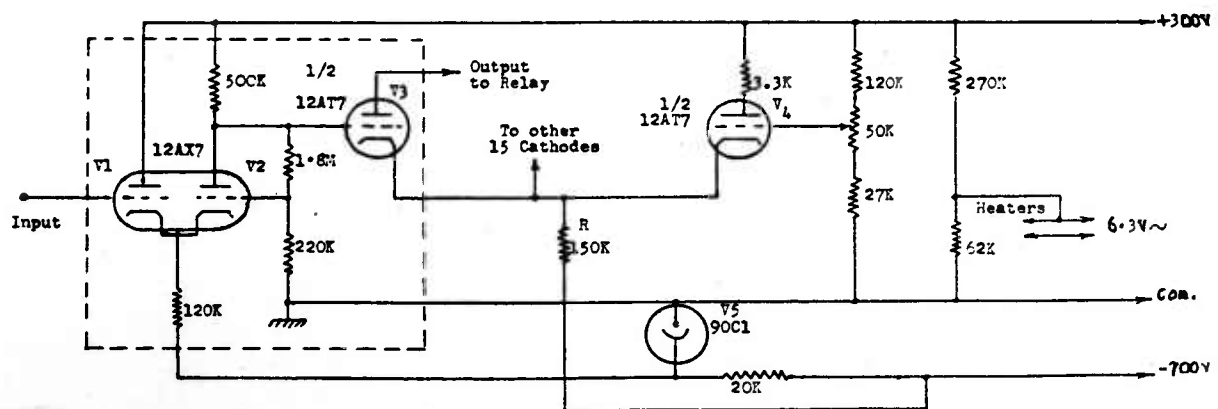 +300V
500K
1/2
12AT7
V3
Output
to Relay
3.3K
1/2
12AT7
V4
120K
270K
50K
To other
15 Cathodes
12AX7
V1
V2
1·8M
27K
Input
Heaters
6.3V~
R
150K
220K
62K
120K
V5
90C1
Com.
20K
-700V